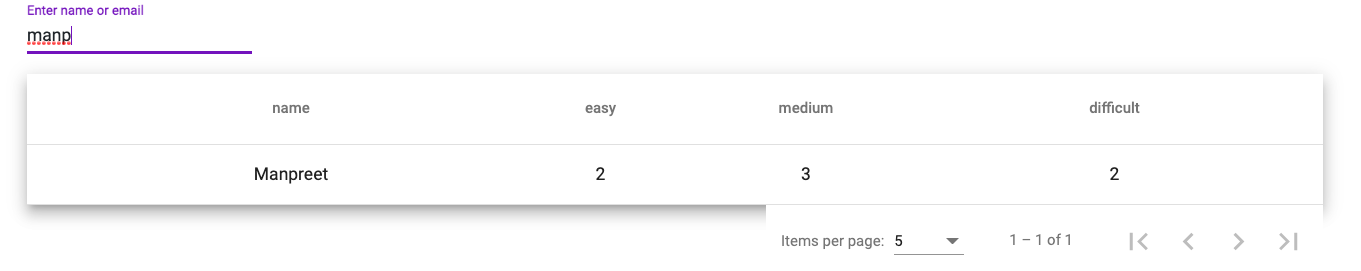 Enter name or email
manp
name easy medium difficult
Manpreet 2 3 2
Items per page: 5 1 – 1 of 1